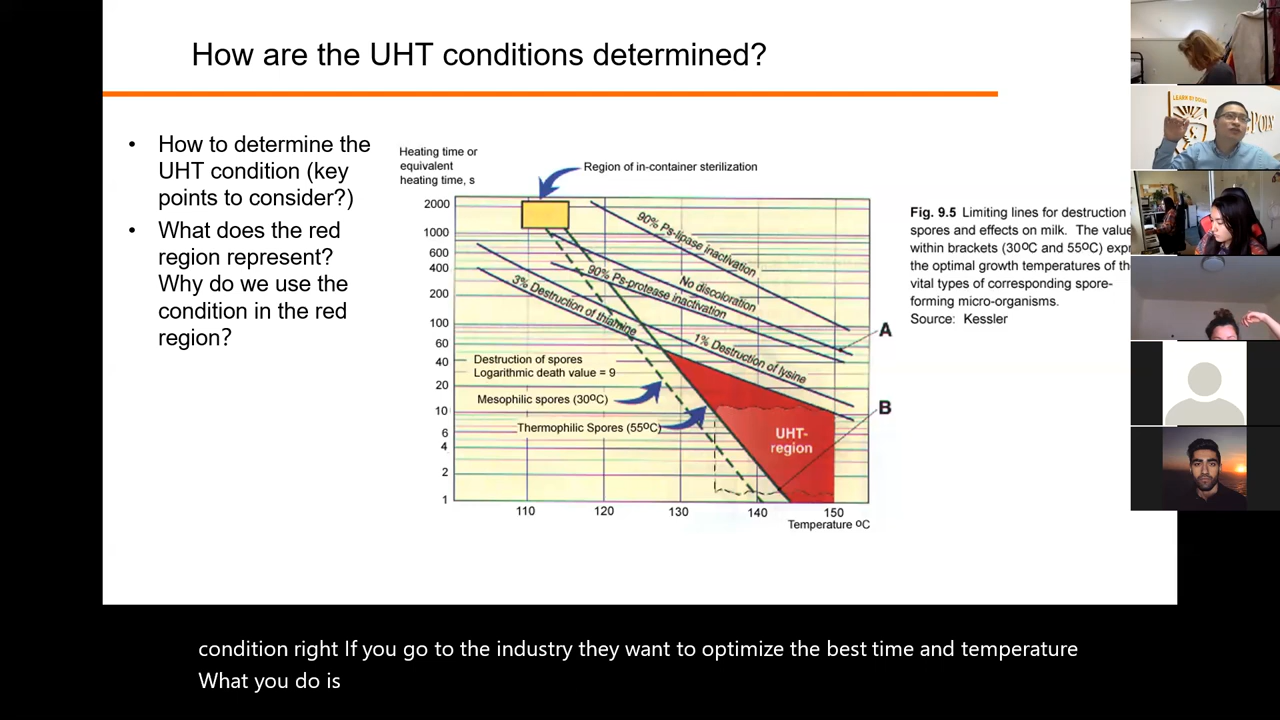 How are the UHT conditions determined?
• How to determine the
UHT condition (key
points to consider?)
• What does the red
region represent?
Why do we use the
condition in the red
region?
Heating time or
equivalent
heating time, s
Region of in-container sterilization
2000
1000
600
400
200
100
60
40
20
10
6
4
2
1
90% Ps-lipase inactivation
No discoloration
90% Ps-protease inactivation
3% Destruction of thiamine
1% Destruction of lysine
Destruction of spores
Logarithmic death value = 9
Mesophilic spores (30ºC)
Thermophilic Spores (55ºC)
UHT-
region
A
B
110
120
130
140
150
Temperature ºC
Fig. 9.5 Limiting lines for destruction
spores and effects on milk. The value
within brackets (30ºC and 55ºC) expr
the optimal growth temperatures of th
vital types of corresponding spore-
forming micro-organisms.
Source: Kessler
LEARN BY DOING
POLY
condition right If you go to the industry they want to optimize the best time and temperature
What you do is